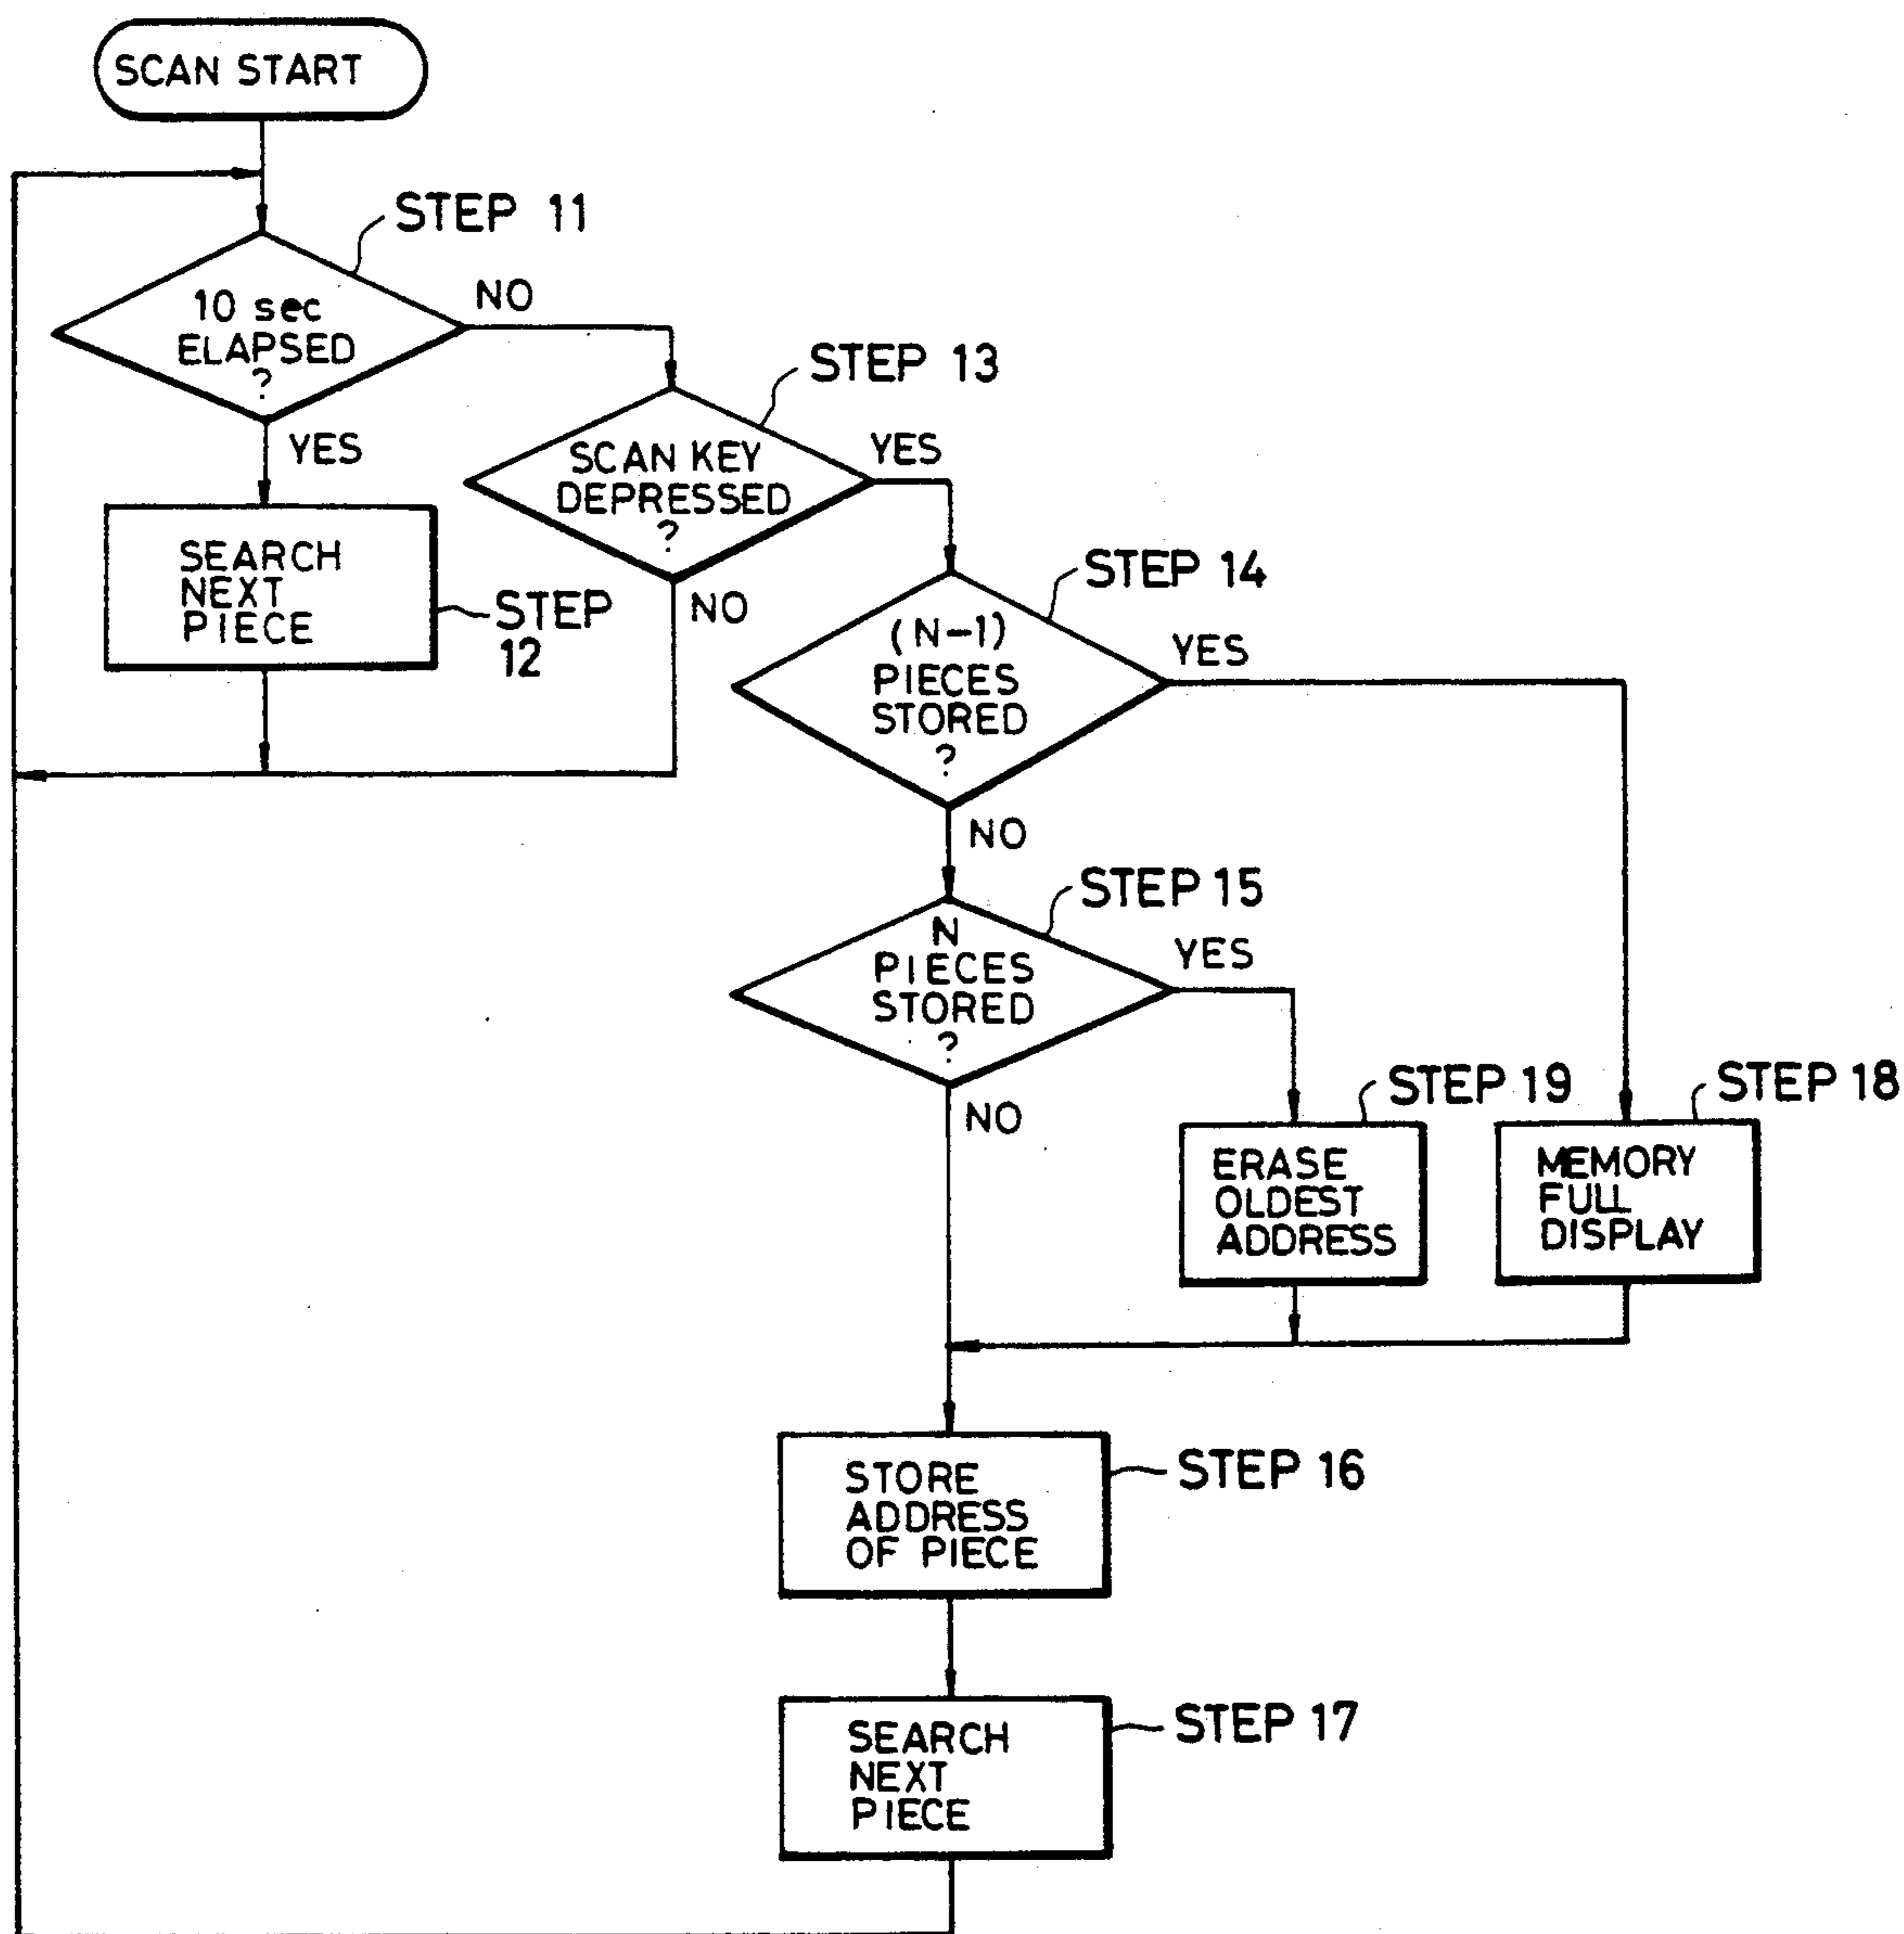 SCAN START
STEP 11
10 sec
ELAPSED
?
NO
YES
STEP 13
SCAN KEY
DEPRESSED
?
YES
NO
SEARCH
NEXT
PIECE
STEP
12
STEP 14
(N-1)
PIECES
STORED
?
YES
NO
STEP 15
N
PIECES
STORED
?
YES
NO
STEP 19
ERASE
OLDEST
ADDRESS
STEP 18
MEMORY
FULL
DISPLAY
STEP 16
STORE
ADDRESS
OF PIECE
STEP 17
SEARCH
NEXT
PIECE